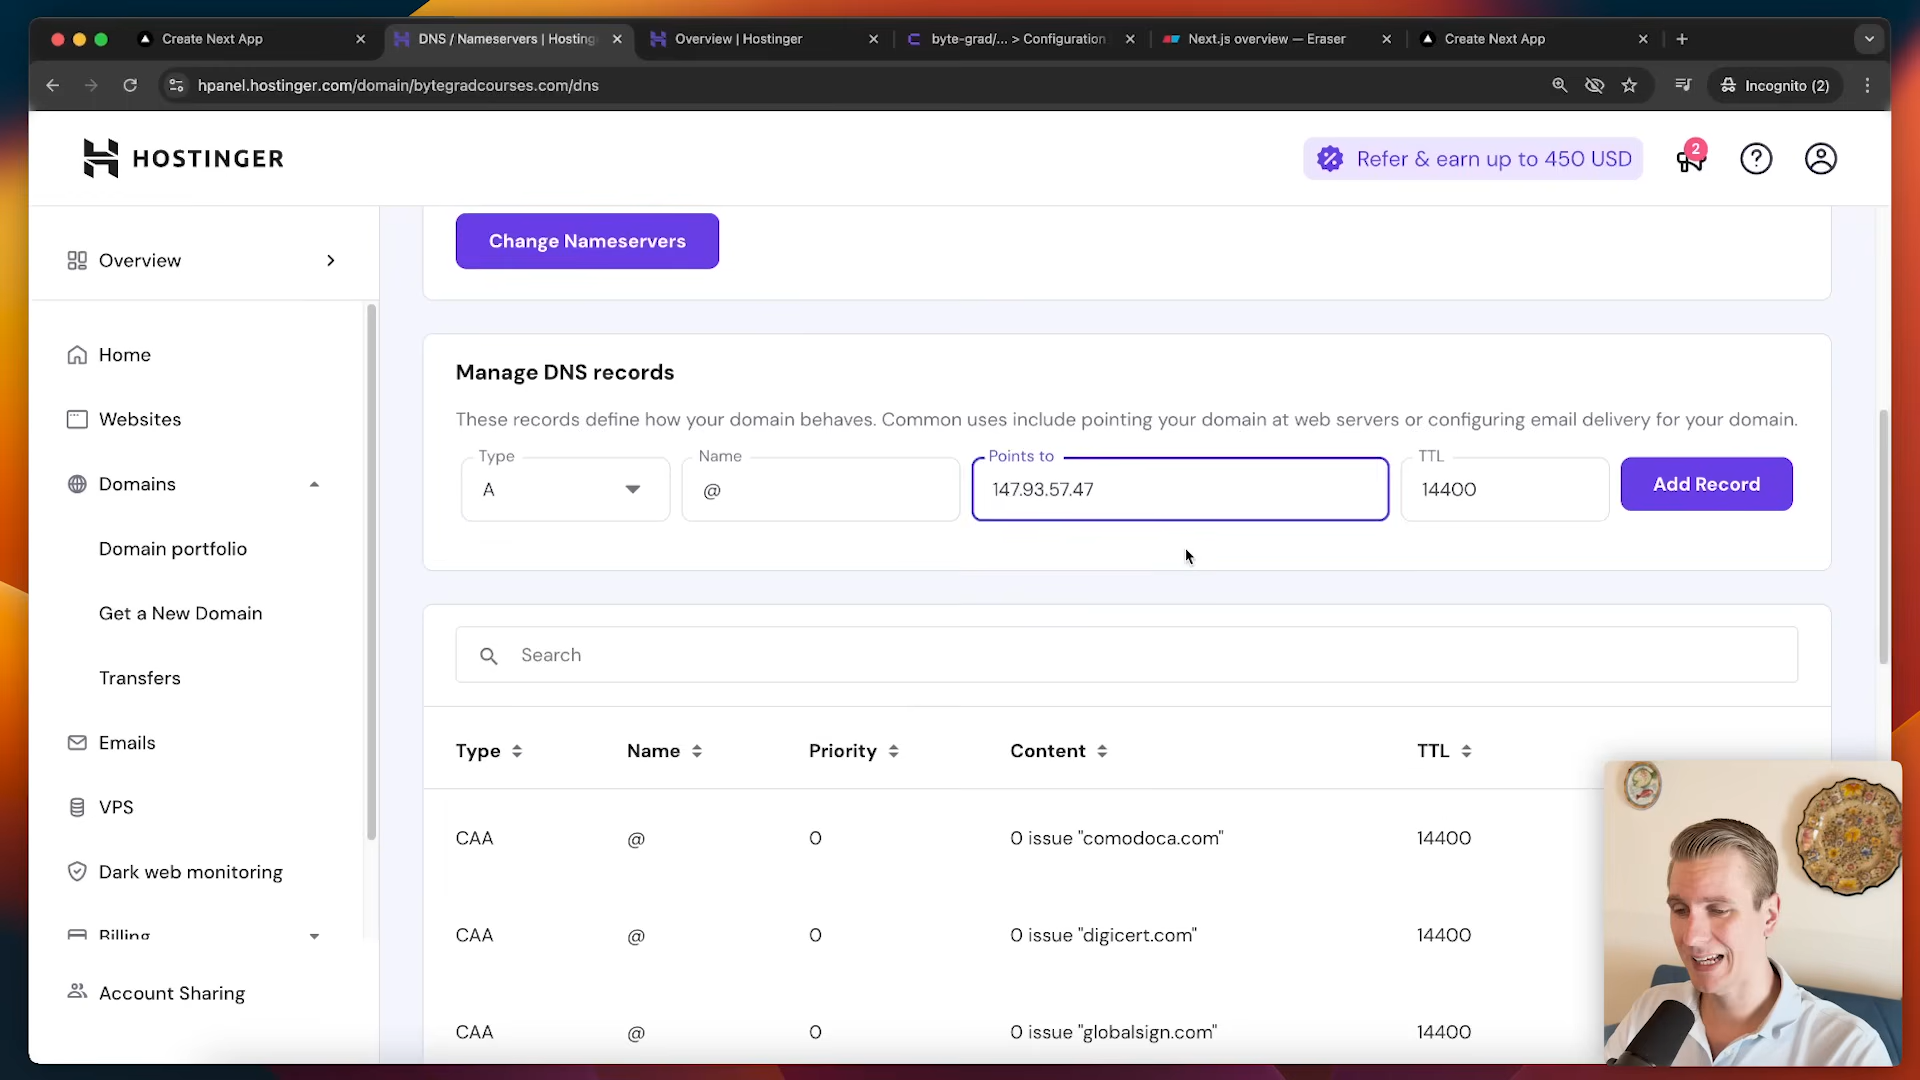 Create Next App
DNS / Nameservers | Hosting
Overview | Hostinger
byte-grad/... > Configuration
Next.js overview — Eraser
Create Next App
hpanel.hostinger.com/domain/bytegradcourses.com/dns
Incognito (2)
HOSTINGER
Refer & earn up to 450 USD
2
Overview
Home
Websites
Domains
Domain portfolio
Get a New Domain
Transfers
Emails
VPS
Dark web monitoring
Billing
Account Sharing
Change Nameservers
Manage DNS records
These records define how your domain behaves. Common uses include pointing your domain at web servers or configuring email delivery for your domain.
Type Name Points to TTL
A @ 147.93.57.47 14400 Add Record
Search
Type Name Priority Content TTL
CAA @ 0 0 issue "comodoca.com" 14400
CAA @ 0 0 issue "digicert.com" 14400
CAA @ 0 0 issue "globalsign.com" 14400